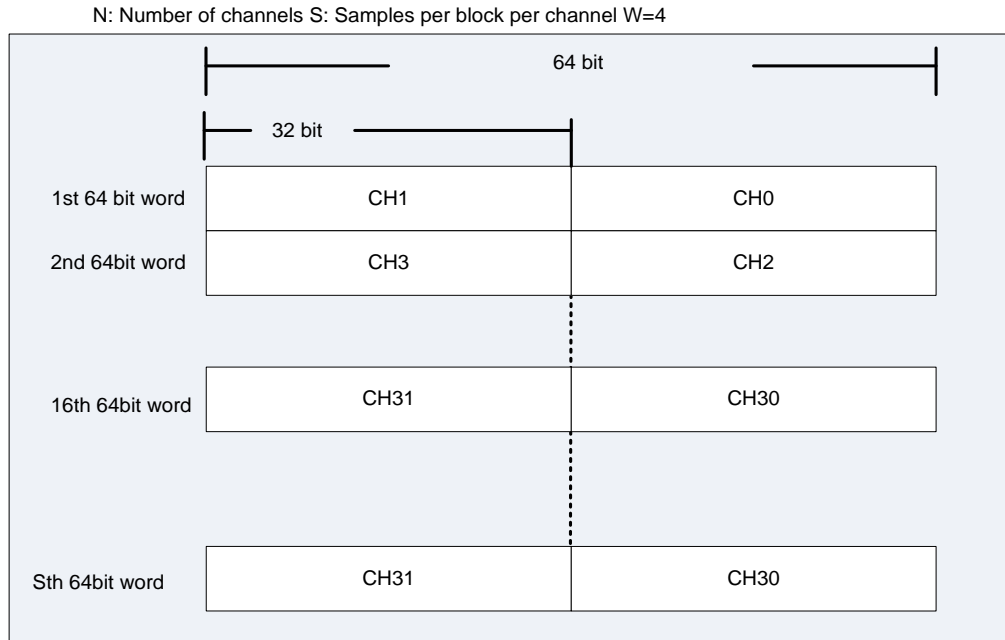 N: Number of channels S: Samples per block per channel W=4
64 bit
32 bit
1st 64 bit word
CH1
CH0
2nd 64bit word
CH3
CH2
16th 64bit word
CH31
CH30
Sth 64bit word
CH31
CH30